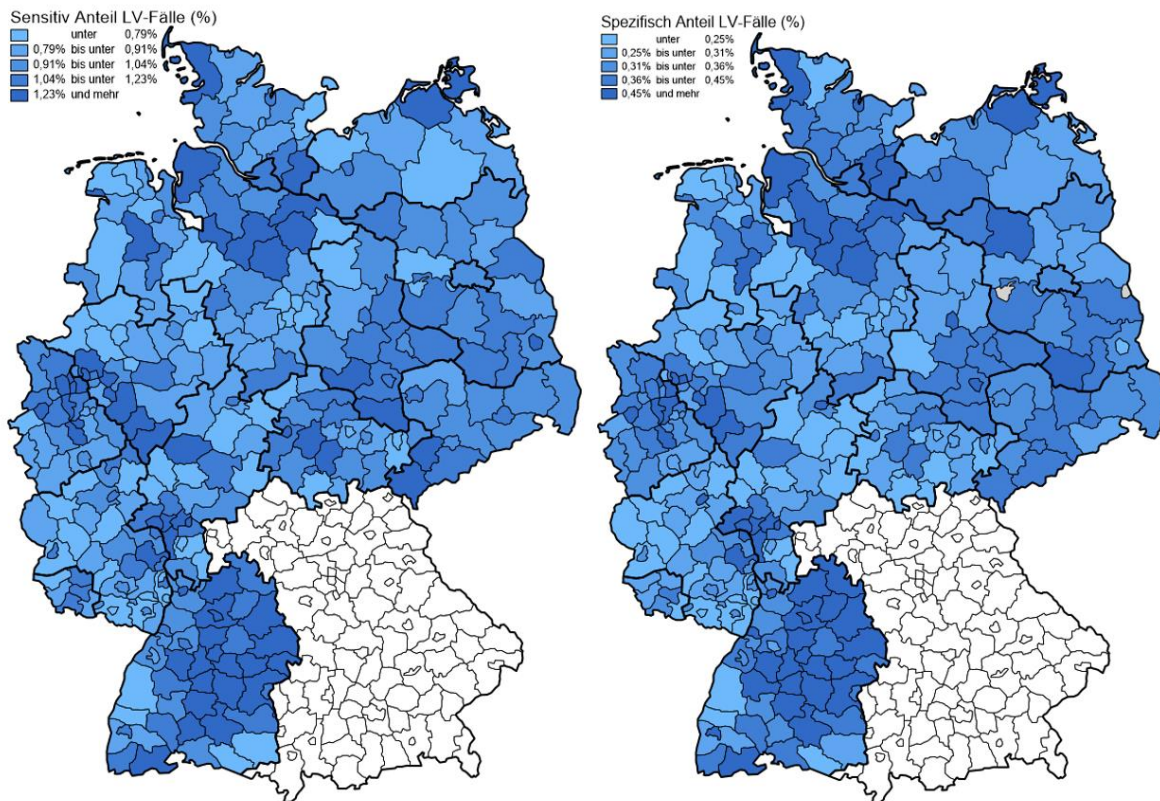 Sensitiv Anteil LV-Fälle (%)
unter 0,79%
0,79% bis unter 0,91%
0,91% bis unter 1,04%
1,04% bis unter 1,23%
1,23% und mehr
Spezifisch Anteil LV-Fälle (%)
unter 0,25%
0,25% bis unter 0,31%
0,31% bis unter 0,36%
0,36% bis unter 0,45%
0,45% und mehr